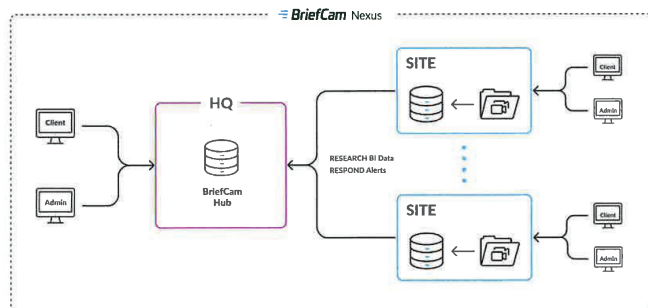 BriefCam Nexus
HQ
BriefCam
Hub
Client
Admin
RESEARCH BI Data
RESPOND Alerts
SITE
Client
Admin
SITE
Client
Admin